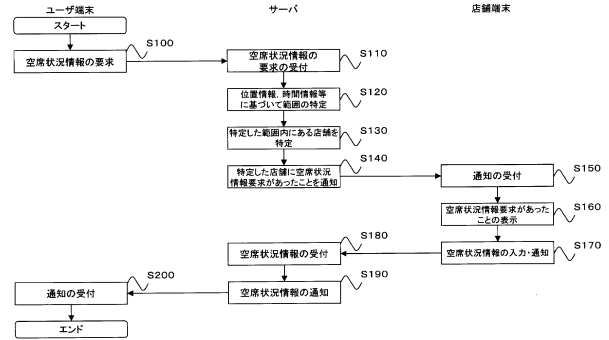 ユーザ端末
サーバ
店舗端末
スタート
S100
空席状況情報の要求
S110
空席状況情報の
要求の受付
S120
位置情報,時間情報等
に基づいて範囲の特定
S130
特定した範囲内にある店舗を
特定
S140
特定した店舗に空席状況
情報要求があったことを通知
S150
通知の受付
S160
空席状況情報要求があった
ことの表示
S170
空席状況情報の入力・通知
S180
空席状況情報の受付
S190
空席状況情報の通知
S200
通知の受付
エンド